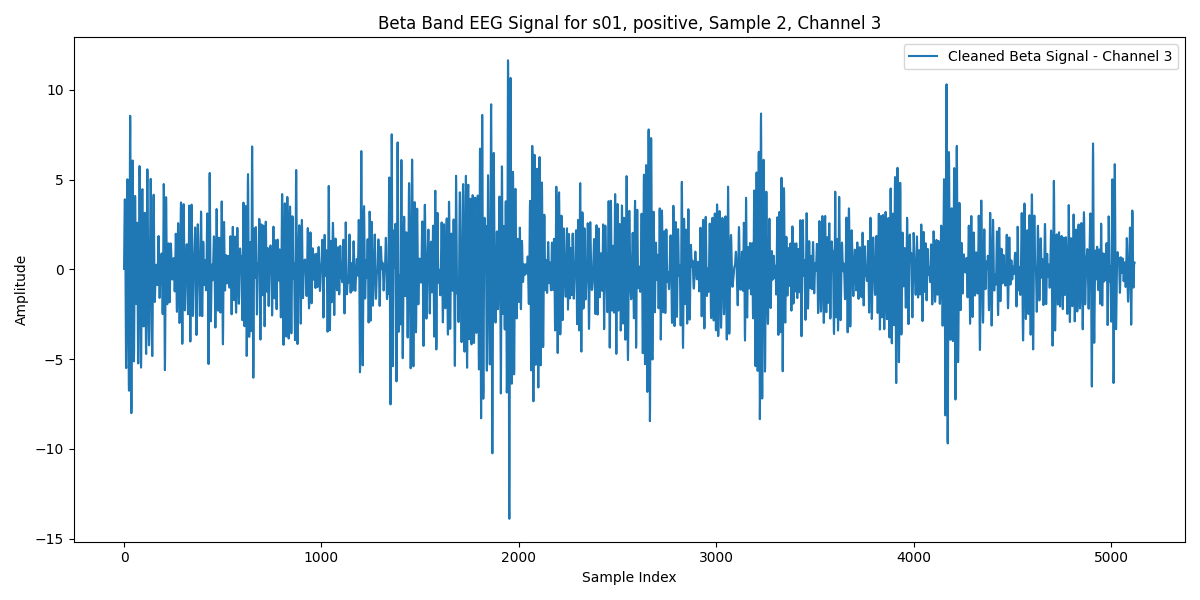 Beta Band EEG Signal for s01, positive, Sample 2, Channel 3
Cleaned Beta Signal - Channel 3
Amplitude
10
5
0
−5
−10
−15
0 1000 2000 3000 4000 5000
Sample Index